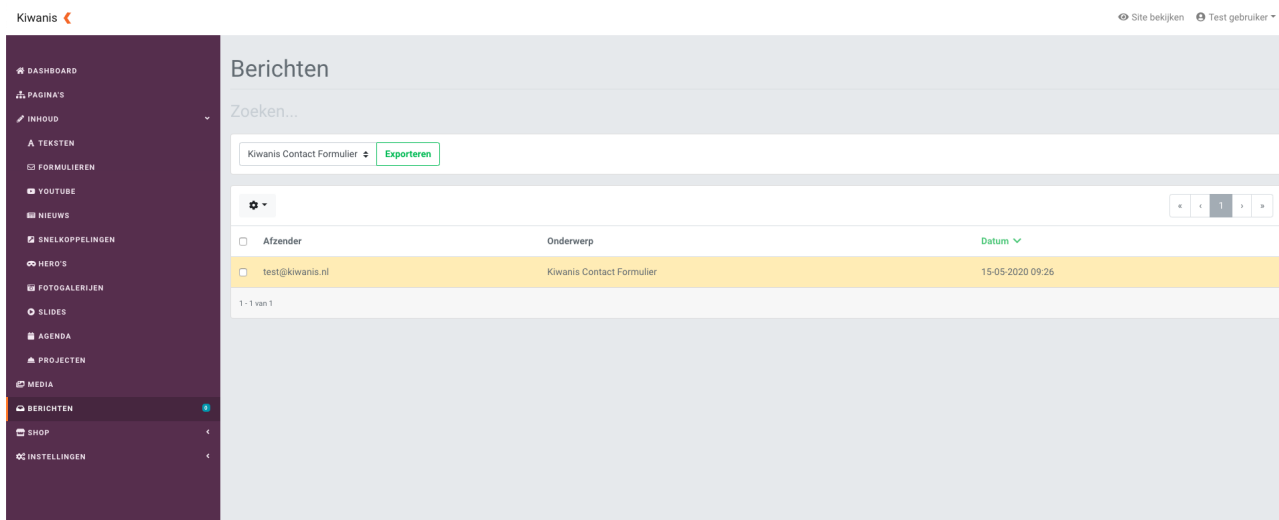 Kiwanis
Site bekijken
Test gebruiker
DASHBOARD
PAGINA'S
INHOUD
TEKSTEN
FORMULIEREN
YOUTUBE
NIEUWS
SNELKOPPELINGEN
HERO'S
FOTOGALERIJEN
SLIDES
AGENDA
PROJECTEN
MEDIA
BERICHTEN 0
SHOP
INSTELLINGEN
Berichten
Zoeken...
Kiwanis Contact Formulier Exporteren
« ‹ 1 › »
Afzender Onderwerp Datum
test@kiwanis.nl Kiwanis Contact Formulier 15-05-2020 09:26
1 - 1 van 1